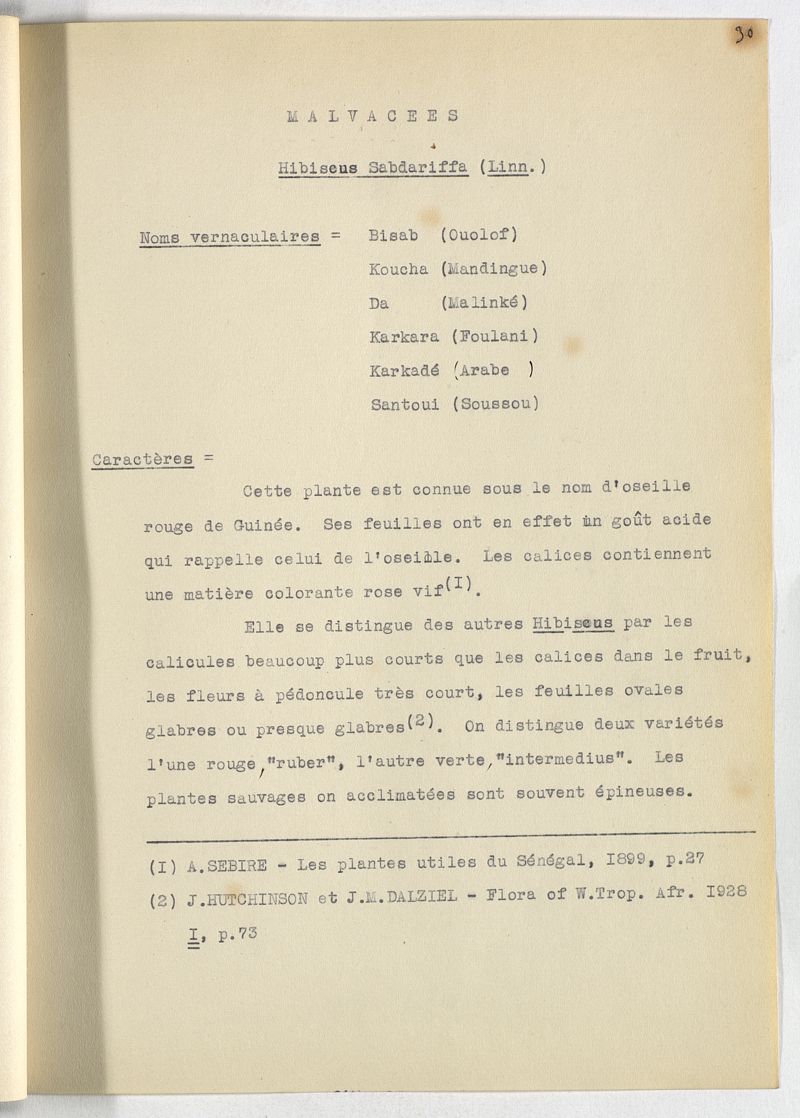 30
MALVACEES
Hibiscus Sabdariffa (Linn.)
Noms vernaculaires = Bisab (Ouolof)
Koucha (Mandingue)
Da (Malinké)
Karkara (Foulani)
Karkadé (Arabe )
Santoui (Soussou)
Caractères =
Cette plante est connue sous le nom d'oseille
rouge de Guinée. Ses feuilles ont en effet un goût acide
qui rappelle celui de l'oseille. Les calices contiennent
une matière colorante rose vif(I).
Elle se distingue des autres Hibiscus par les
calicules beaucoup plus courts que les calices dans le fruit,
les fleurs à pédoncule très court, les feuilles ovales
glabres ou presque glabres(2). On distingue deux variétés
l'une rouge,"ruber", l'autre verte,"intermedius". Les
plantes sauvages on acclimatées sont souvent épineuses.
(I) A.SEBIRE - Les plantes utiles du Sénégal, I899, p.27
(2) J.HUTCHINSON et J.M.DALZIEL - Flora of W.Trop. Afr. I928
I, p.73